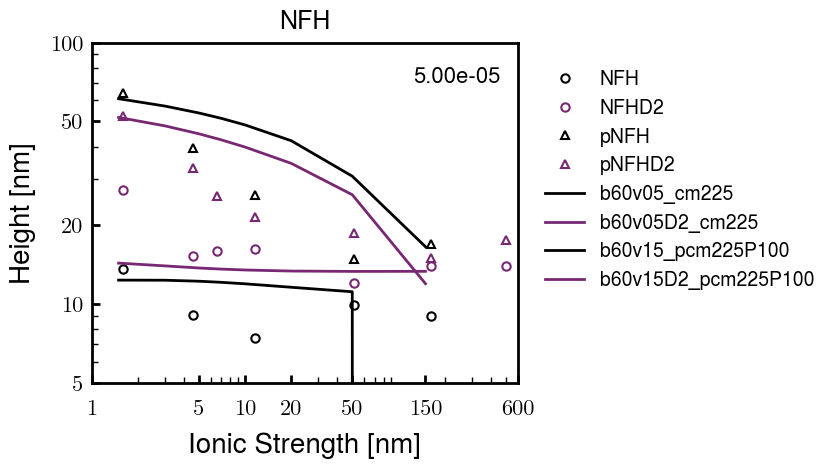 NFH
5.00e-05
100
50
20
10
5
Height [nm]
1
5
10
20
50
150
600
Ionic Strength [nm]
NFH
NFHD2
pNFH
pNFHD2
b60v05_cm225
b60v05D2_cm225
b60v15_pcm225P100
b60v15D2_pcm225P100